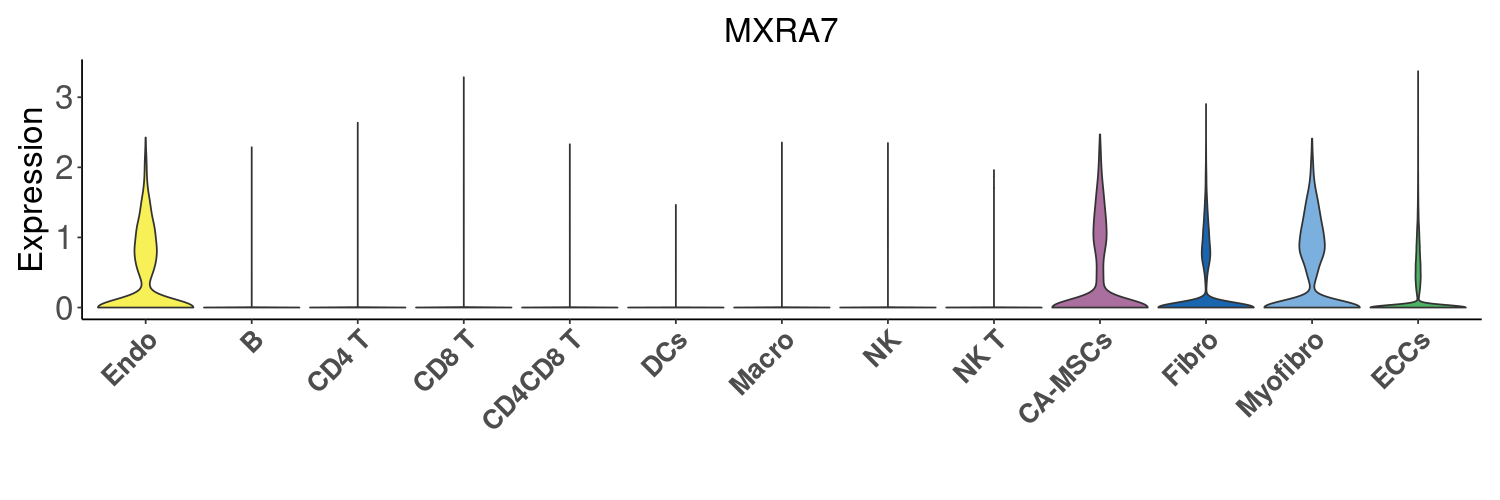 MXRA7
Expression
3
2
1
0
Endo
B
CD4 T
CD8 T
CD4CD8 T
DCs
Macro
NK
NK T
CA-MSCs
Fibro
Myofibro
ECCs